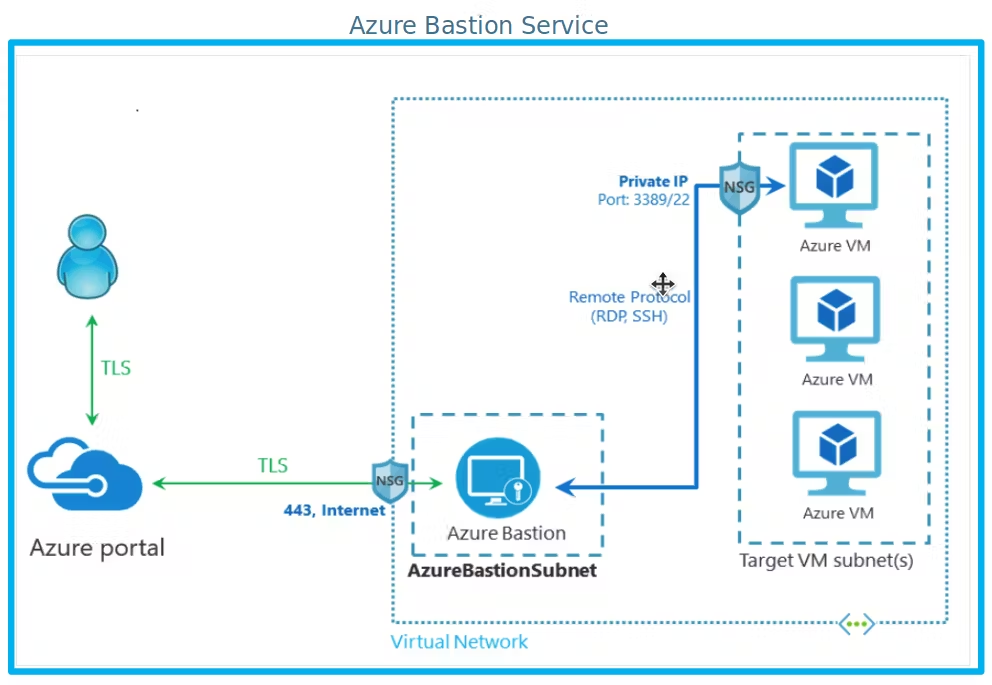 Azure Bastion Service
Private IP
Port: 3389/22
NSG
Azure VM
Remote Protocol
(RDP, SSH)
Azure VM
TLS
TLS
NSG
443, Internet
Azure VM
Azure Bastion
Azure portal
AzureBastionSubnet
Target VM subnet(s)
Virtual Network